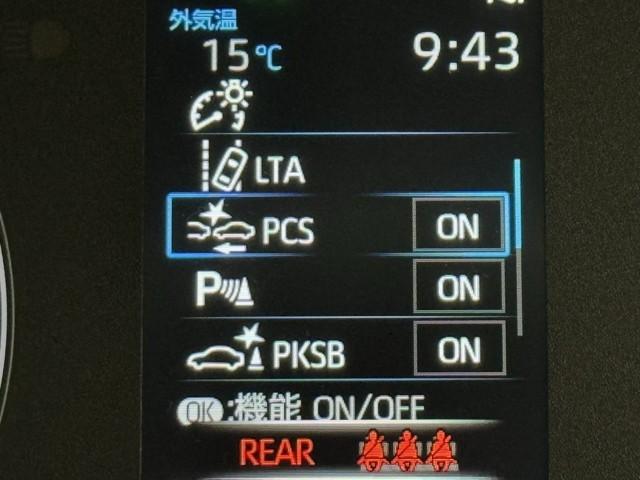 外気温
15℃
9:43
LTA
PCS ON
P ON
PKSB ON
OK:機能 ON/OFF
REAR